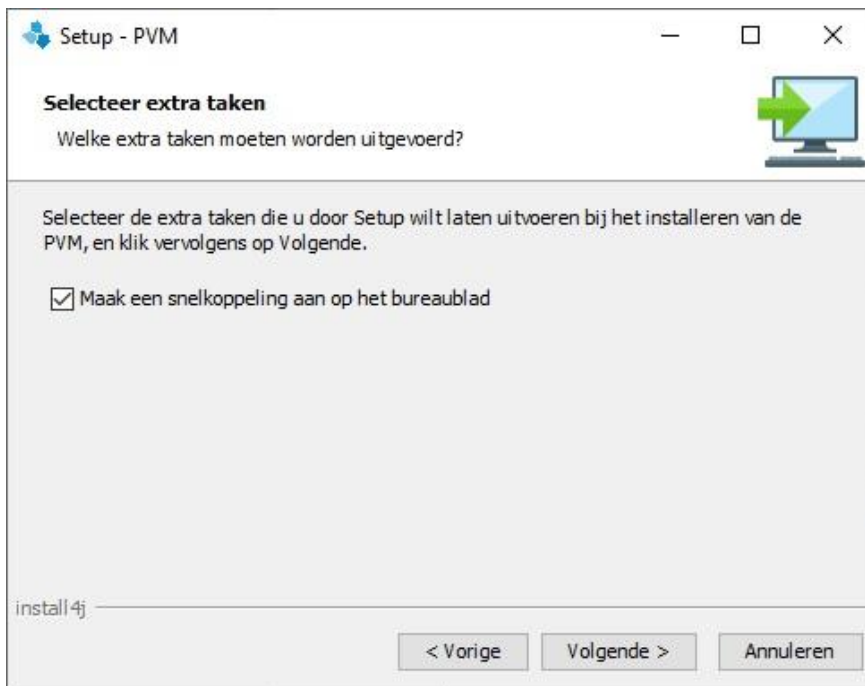 Setup - PVM
Selecteer extra taken
Welke extra taken moeten worden uitgevoerd?
Selecteer de extra taken die u door Setup wilt laten uitvoeren bij het installeren van de
PVM, en klik vervolgens op Volgende.
Maak een snelkoppeling aan op het bureaublad
install4j
< Vorige
Volgende >
Annuleren